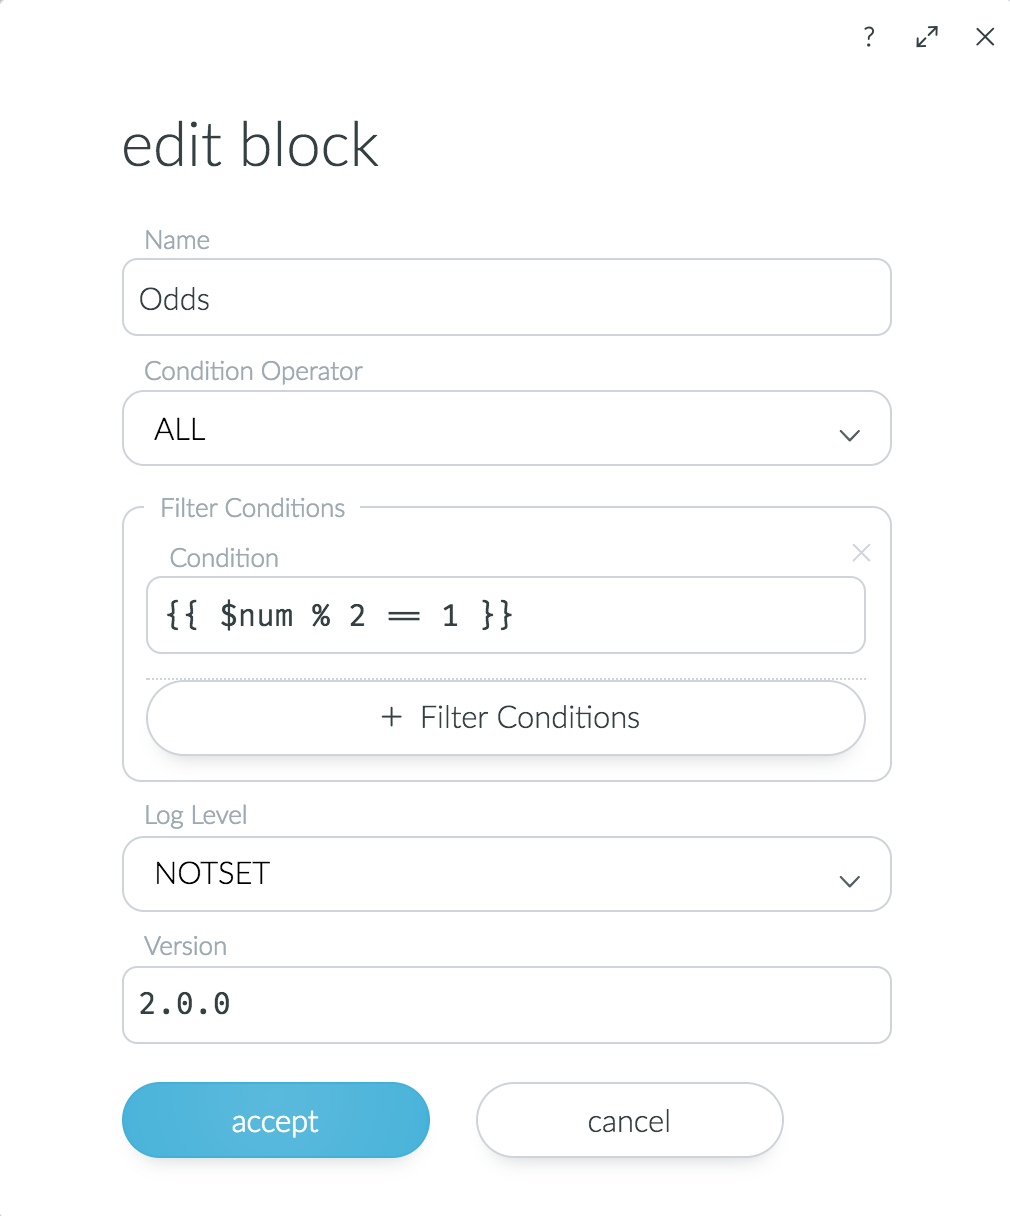 ?
edit block
Name
Odds
Condition Operator
ALL
Filter Conditions
Condition
{{ $num % 2 == 1 }}
+ Filter Conditions
Log Level
NOTSET
Version
2.0.0
accept cancel